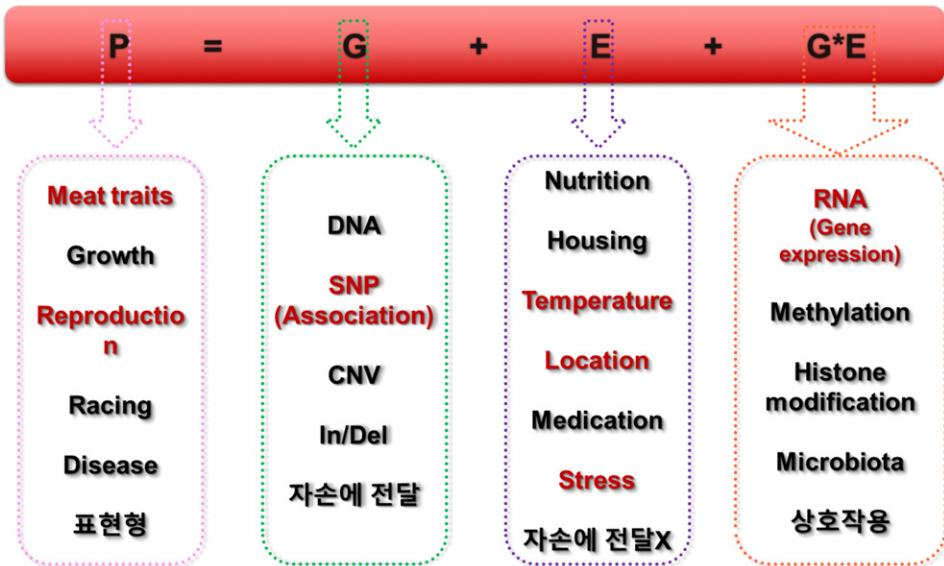 P = G + E + G*E
Meat traits
Growth
Reproductio
n
Racing
Disease
표현형
DNA
SNP
(Association)
CNV
In/Del
자손에 전달
Nutrition
Housing
Temperature
Location
Medication
Stress
자손에 전달X
RNA
(Gene
expression)
Methylation
Histone
modification
Microbiota
상호작용